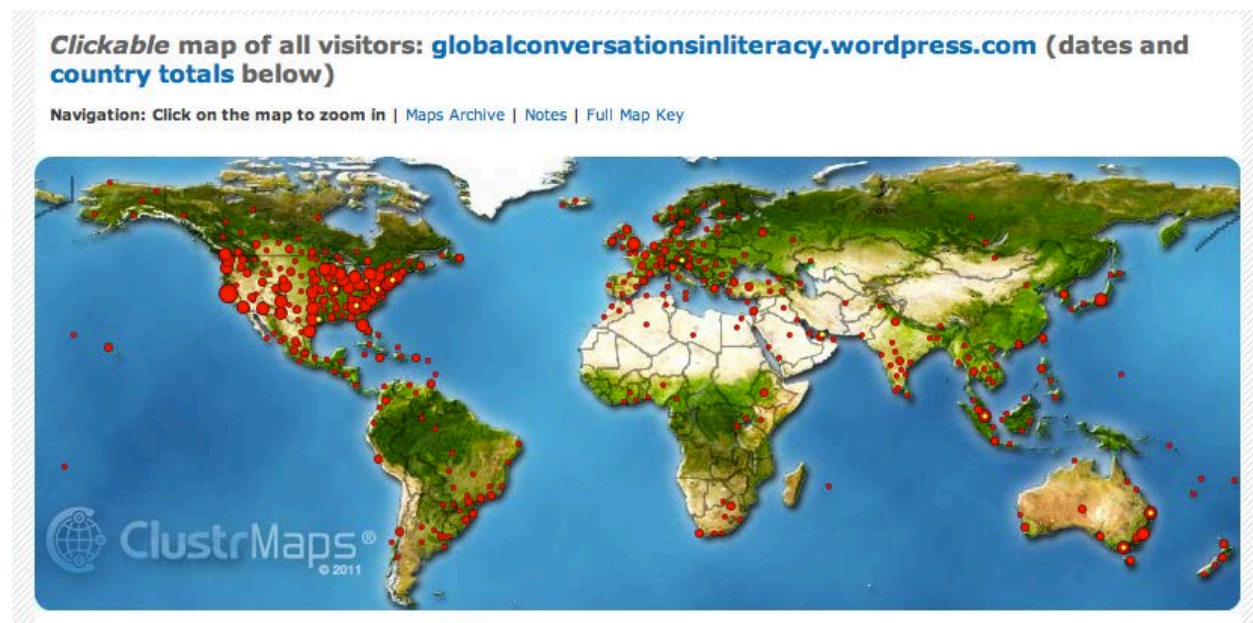 Clickable map of all visitors: globalconversationsinliteracy.wordpress.com (dates and
country totals below)
Navigation: Click on the map to zoom in | Maps Archive | Notes | Full Map Key
ClustrMaps®
© 2011